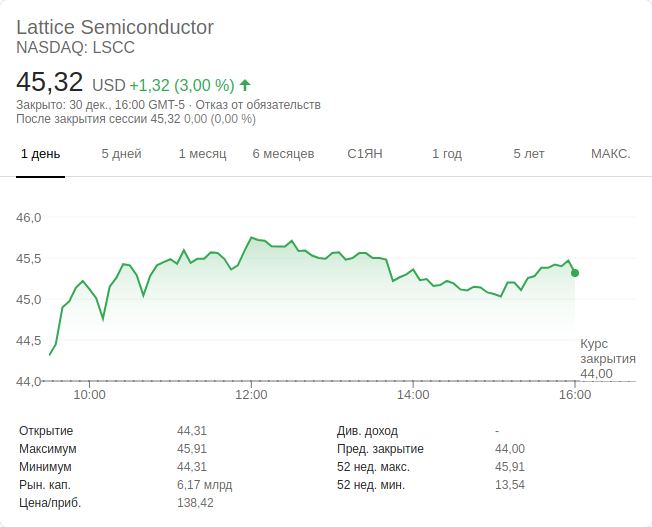 Lattice Semiconductor
NASDAQ: LSCC
45,32 USD +1,32 (3,00 %)
Закрыто: 30 дек., 16:00 GMT-5 · Отказ от обязательств
После закрытия сессии 45,32 0,00 (0,00 %)
1 день 5 дней 1 месяц 6 месяцев С1ЯН 1 год 5 лет МАКС.
46,0
45,5
45,0
44,5
Курс
закрытия
44,00
44,0
10:00 12:00 14:00 16:00
Открытие 44,31 Див. доход -
Максимум 45,91 Пред. закрытие 44,00
Минимум 44,31 52 нед. макс. 45,91
Рын. кап. 6,17 млрд 52 нед. мин. 13,54
Цена/приб. 138,42